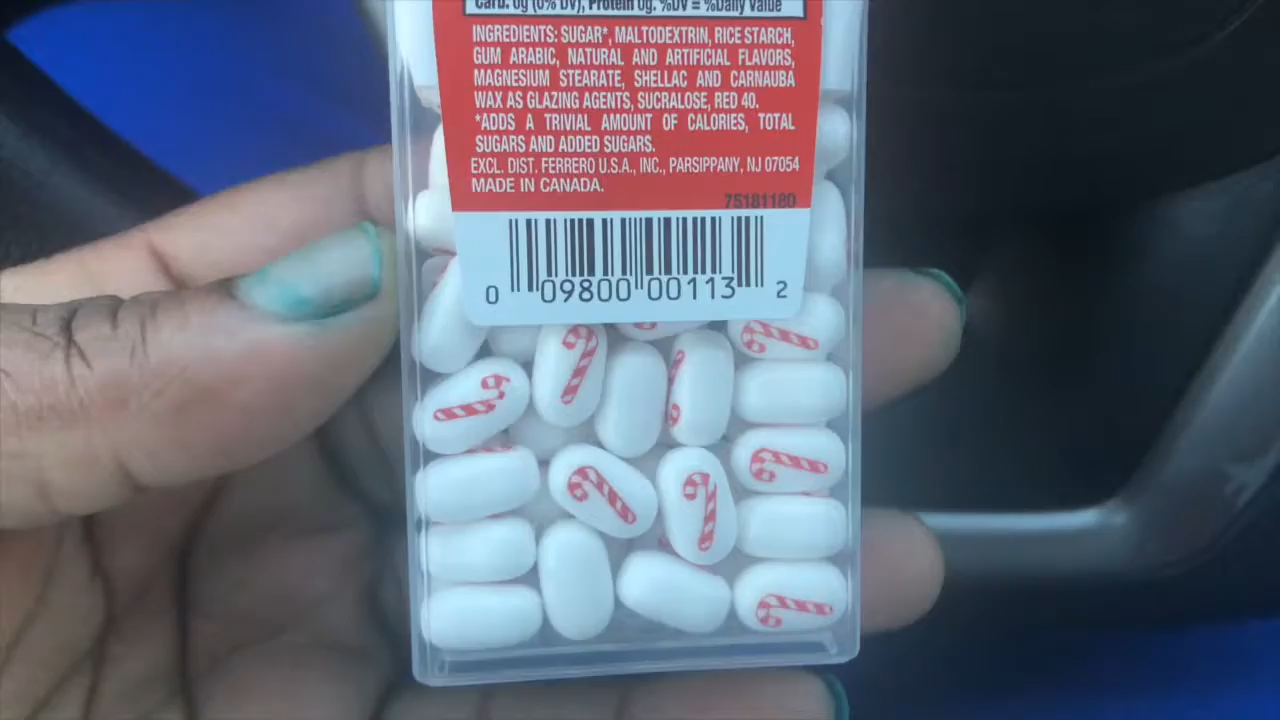 Carb. 0g (0% DV), Protein 0g. %DV = %Daily Value
INGREDIENTS: SUGAR*, MALTODEXTRIN, RICE STARCH,
GUM ARABIC, NATURAL AND ARTIFICIAL FLAVORS,
MAGNESIUM STEARATE, SHELLAC AND CARNAUBA
WAX AS GLAZING AGENTS, SUCRALOSE, RED 40.
*ADDS A TRIVIAL AMOUNT OF CALORIES, TOTAL
SUGARS AND ADDED SUGARS.
EXCL. DIST. FERRERO U.S.A., INC., PARSIPPANY, NJ 07054
MADE IN CANADA.
75181180
0 09800 00113 2